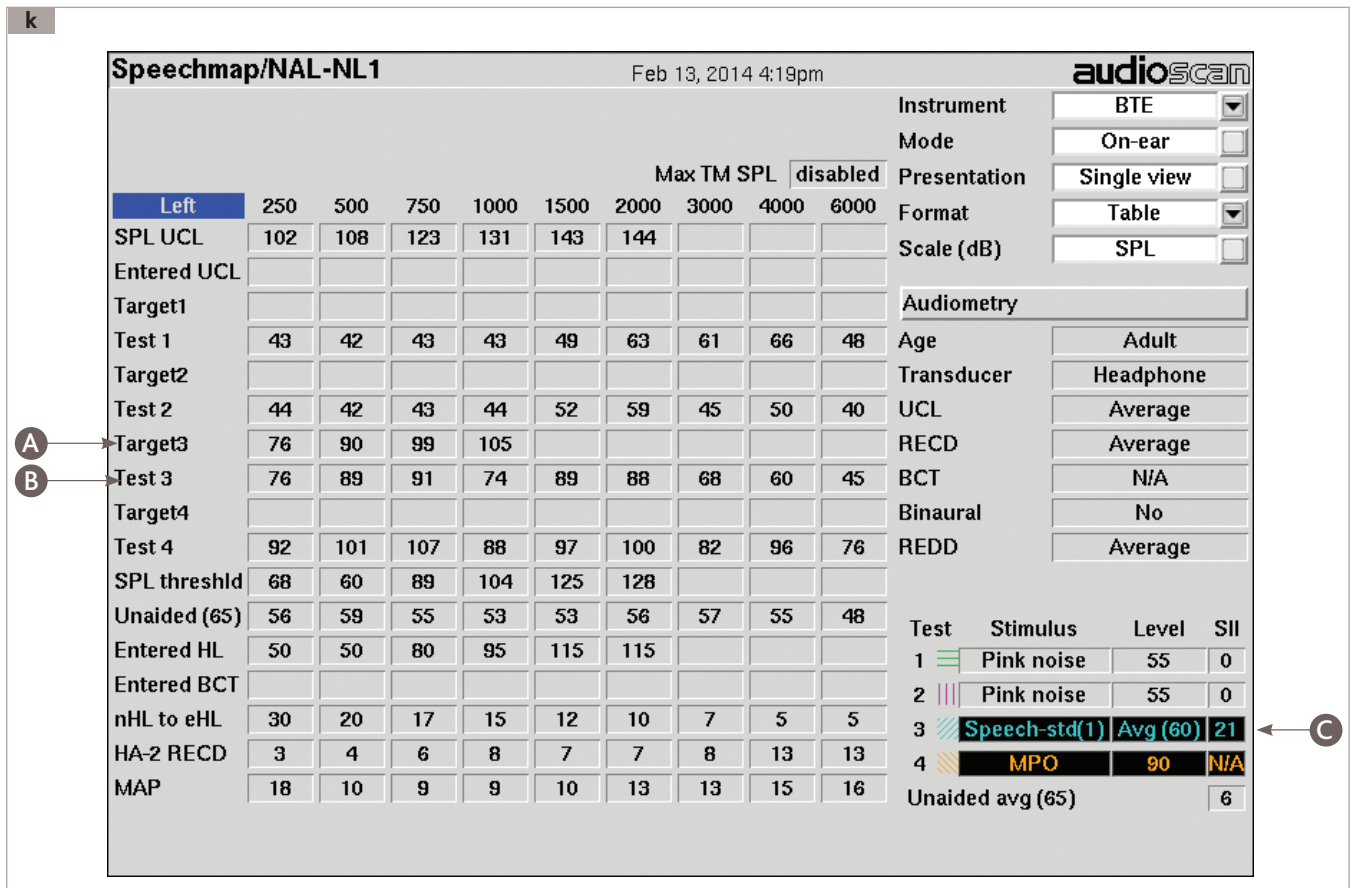 k
Speechmap/NAL-NL1 Feb 13, 2014 4:19pm audioscan
Instrument BTE
Mode On-ear
Max TM SPL disabled Presentation Single view
Left 250 500 750 1000 1500 2000 3000 4000 6000 Format Table
SPL UCL 102 108 123 131 143 144 Scale (dB) SPL
Entered UCL
Target1 Audiometry
Test 1 43 42 43 43 49 63 61 66 48 Age Adult
Target2 Transducer Headphone
Test 2 44 42 43 44 52 59 45 50 40 UCL Average
A Target3 76 90 99 105 RECD Average
B Test 3 76 89 91 74 89 88 68 60 45 BCT N/A
Target4 Binaural No
Test 4 92 101 107 88 97 100 82 96 76 REDD Average
SPL threshld 68 60 89 104 125 128
Unaided (65) 56 59 55 53 53 56 57 55 48
Test Stimulus Level SII
Entered HL 50 50 80 95 115 115
1 Pink noise 55 0
Entered BCT
2 Pink noise 55 0
nHL to eHL 30 20 17 15 12 10 7 5 5
3 Speech-std(1) Avg (60) 21 C
HA-2 RECD 3 4 6 8 7 7 8 13 13
4 MPO 90 N/A
MAP 18 10 9 9 10 13 13 15 16
Unaided avg (65) 6